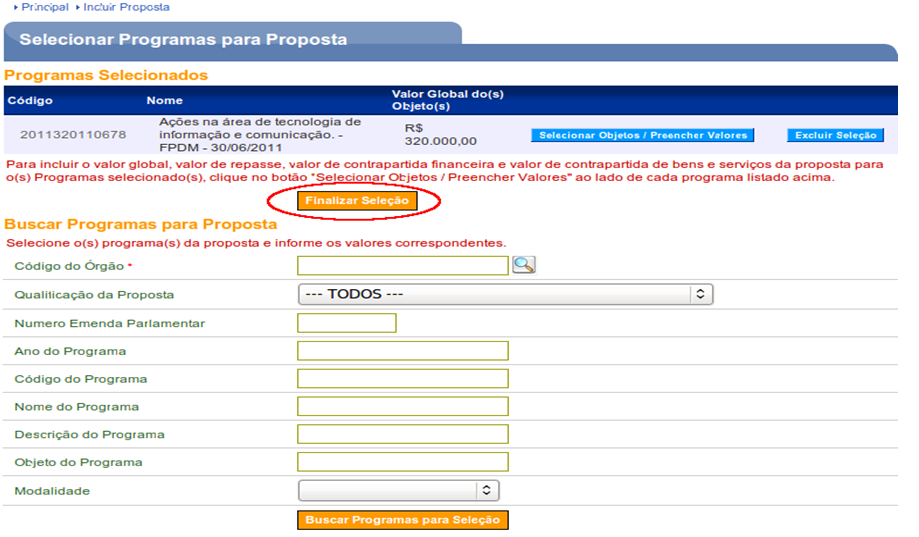 Principal Incluir Proposta
Selecionar Programas para Proposta
Programas Selecionados
Código Nome Valor Global do(s) Objeto(s)
2011320110678 Ações na área de tecnologia de informação e comunicação. - FPDM - 30/06/2011 R$ 320.000,00 Selecionar Objetos / Preencher Valores Excluir Seleção
Para incluir o valor global, valor de repasse, valor de contrapartida financeira e valor de contrapartida de bens e serviços da proposta para
o(s) Programas selecionado(s), clique no botão "Selecionar Objetos / Preencher Valores" ao lado de cada programa listado acima.
Finalizar Seleção
Buscar Programas para Proposta
Selecione o(s) programa(s) da proposta e informe os valores correspondentes.
Código do Órgão *
Qualificação da Proposta --- TODOS ---
Numero Emenda Parlamentar
Ano do Programa
Código do Programa
Nome do Programa
Descrição do Programa
Objeto do Programa
Modalidade
Buscar Programas para Seleção